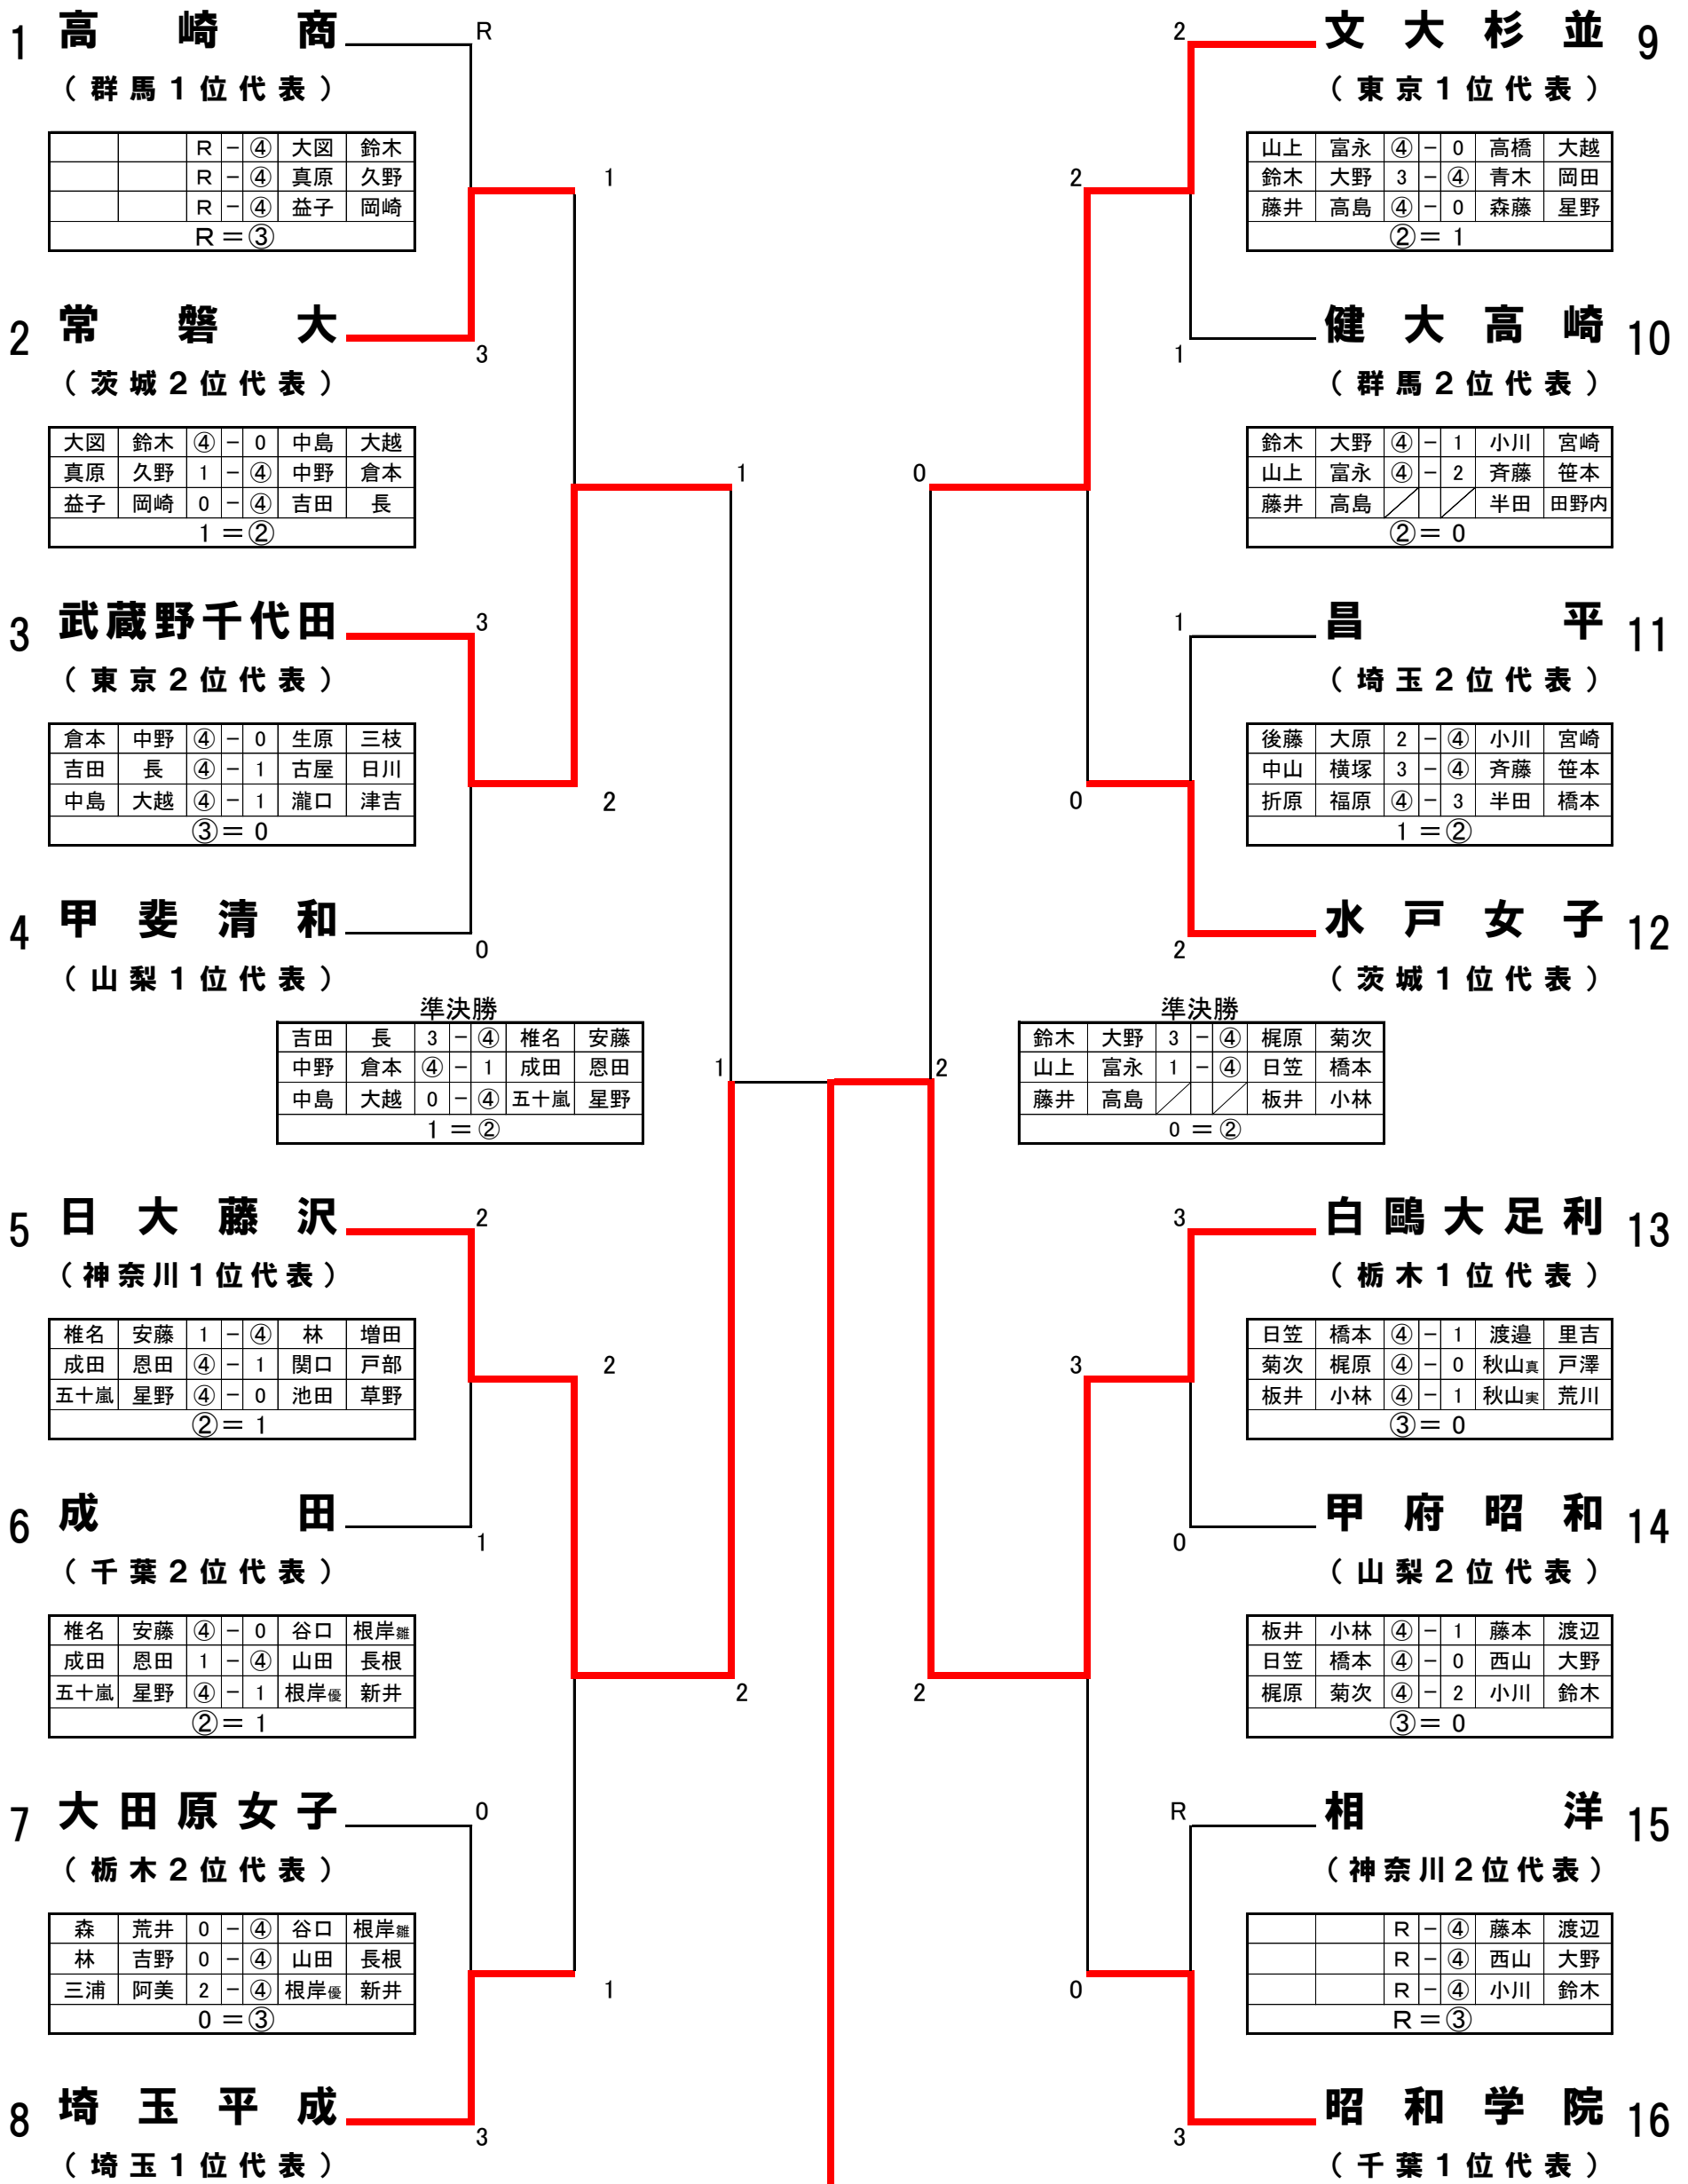 1 高崎商 R
（群馬1位代表）
R － ④ 大図 鈴木
R － ④ 真原 久野
R － ④ 益子 岡崎
R ＝ ③
1
2 常磐大 3
（茨城2位代表）
大図 鈴木 ④ － 0 中島 大越
真原 久野 1 － ④ 中野 倉本
益子 岡崎 0 － ④ 吉田 長
1 ＝ ②
1
3 武蔵野千代田 3
（東京2位代表）
倉本 中野 ④ － 0 生原 三枝
吉田 長 ④ － 1 古屋 日川
中島 大越 ④ － 1 瀧口 津吉
③ ＝ 0
2
4 甲斐清和 0
（山梨1位代表）
準決勝
吉田 長 3 － ④ 椎名 安藤
中野 倉本 ④ － 1 成田 恩田
中島 大越 0 － ④ 五十嵐 星野
1 ＝ ②
1
5 日大藤沢 2
（神奈川1位代表）
椎名 安藤 1 － ④ 林 増田
成田 恩田 ④ － 1 関口 戸部
五十嵐 星野 ④ － 0 池田 草野
② ＝ 1
2
6 成田 1
（千葉2位代表）
椎名 安藤 ④ － 0 谷口 根岸雛
成田 恩田 1 － ④ 山田 長根
五十嵐 星野 ④ － 1 根岸優 新井
② ＝ 1
2
7 大田原女子 0
（栃木2位代表）
森 荒井 0 － ④ 谷口 根岸雛
林 吉野 0 － ④ 山田 長根
三浦 阿美 2 － ④ 根岸優 新井
0 ＝ ③
1
8 埼玉平成 3
（埼玉1位代表）
2 文大杉並 9
（東京1位代表）
山上 富永 ④ － 0 高橋 大越
鈴木 大野 3 － ④ 青木 岡田
藤井 高島 ④ － 0 森藤 星野
② ＝ 1
2
1 健大高崎 10
（群馬2位代表）
鈴木 大野 ④ － 1 小川 宮崎
山上 富永 ④ － 2 斉藤 笹本
藤井 高島 半田 田野内
② ＝ 0
0
1 昌平 11
（埼玉2位代表）
後藤 大原 2 － ④ 小川 宮崎
中山 横塚 3 － ④ 斉藤 笹本
折原 福原 ④ － 3 半田 橋本
1 ＝ ②
0
2 水戸女子 12
（茨城1位代表）
準決勝
鈴木 大野 3 － ④ 梶原 菊次
山上 富永 1 － ④ 日笠 橋本
藤井 高島 板井 小林
0 ＝ ②
2
3 白鷗大足利 13
（栃木1位代表）
日笠 橋本 ④ － 1 渡邉 里吉
菊次 梶原 ④ － 0 秋山真 戸澤
板井 小林 ④ － 1 秋山実 荒川
③ ＝ 0
3
0 甲府昭和 14
（山梨2位代表）
板井 小林 ④ － 1 藤本 渡辺
日笠 橋本 ④ － 0 西山 大野
梶原 菊次 ④ － 2 小川 鈴木
③ ＝ 0
2
R 相洋 15
（神奈川2位代表）
R － ④ 藤本 渡辺
R － ④ 西山 大野
R － ④ 小川 鈴木
R ＝ ③
0
3 昭和学院 16
（千葉1位代表）